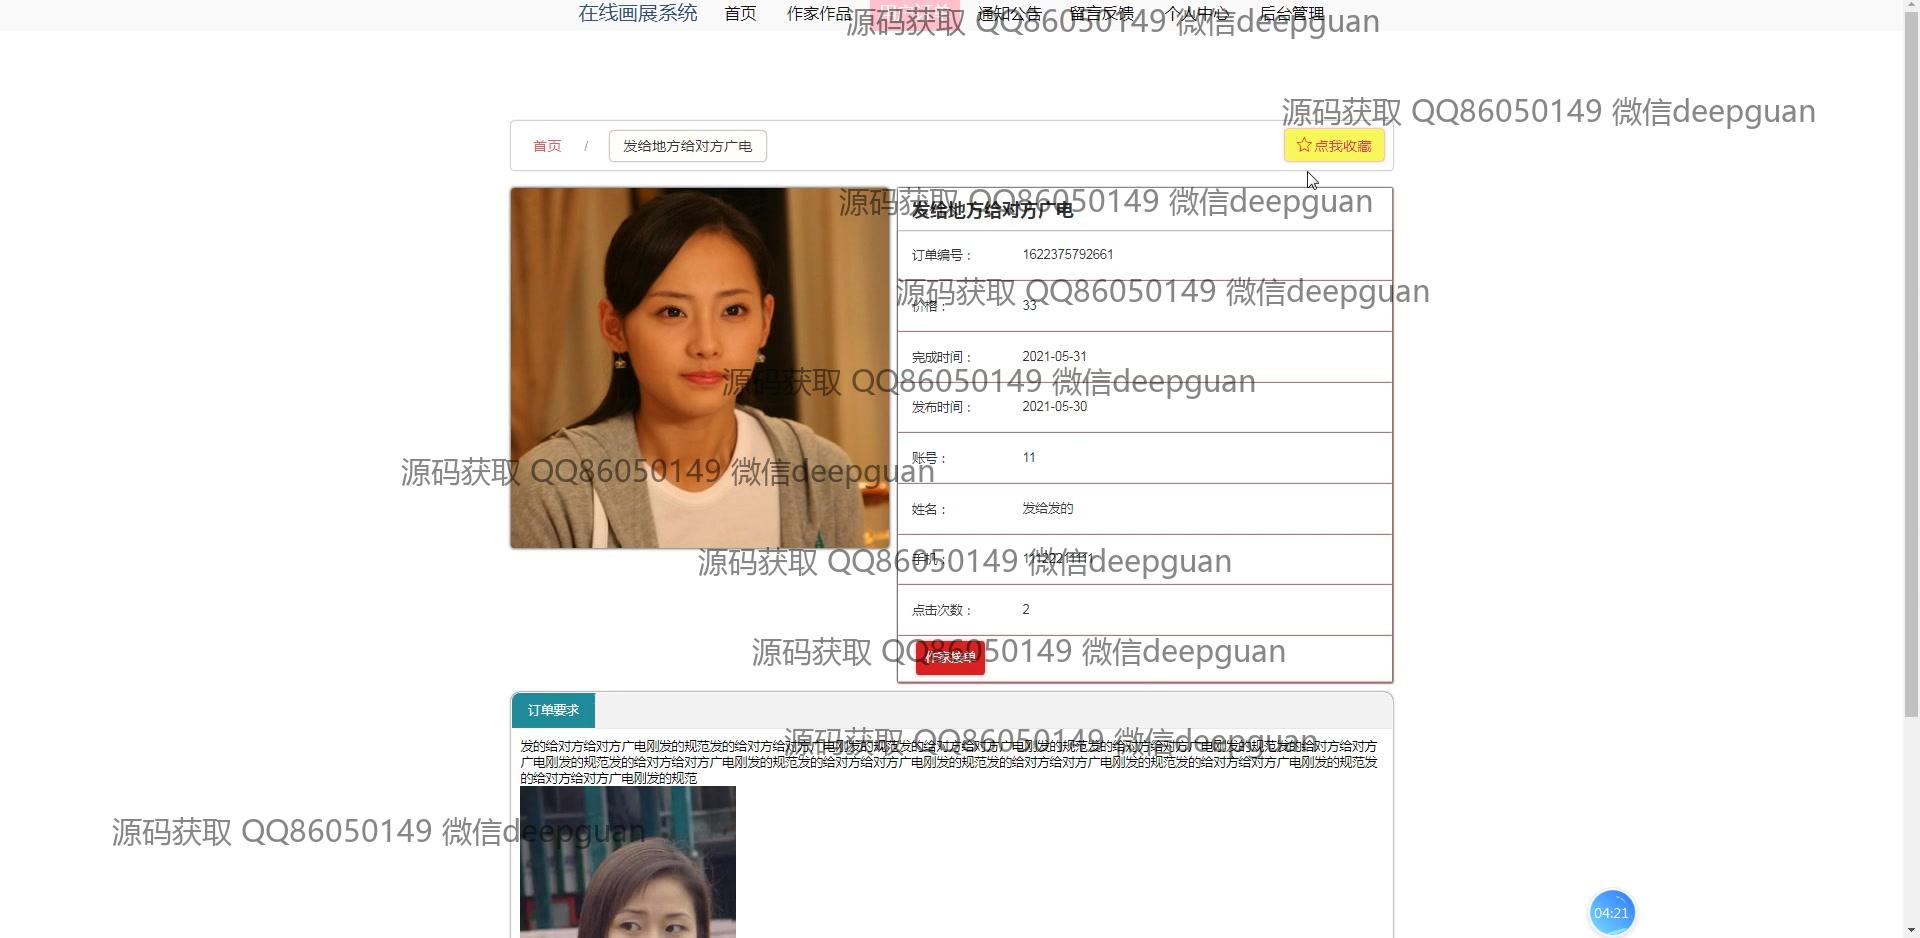 在线画展系统 首页 作家作品 用户订单 通知公告 留言反馈 个人中心 后台管理
源码获取 QQ86050149 微信deepguan
源码获取 QQ86050149 微信deepguan
首页 / 发给地方给对方广电 ☆点我收藏
源码获取 QQ86050149 微信deepguan
发给地方给对方广电
订单编号： 1622375792661
源码获取 QQ86050149 微信deepguan
价格： 33
完成时间： 2021-05-31
源码获取 QQ86050149 微信deepguan
发布时间： 2021-05-30
账号： 11
源码获取 QQ86050149 微信deepguan
姓名： 发给发的
手机：
源码获取 QQ86050149 微信deepguan
点击次数： 2
源码获取 QQ86050149 微信deepguan
作家接单
订单要求
源码获取 QQ86050149 微信deepguan
发的给对方给对方广电刚发的规范发的给对方给对方广电刚发的规范发的给对方给对方广电刚发的规范发的给对方给对方广电刚发的规范发的给对方给对方
广电刚发的规范发的给对方给对方广电刚发的规范发的给对方给对方广电刚发的规范发的给对方给对方广电刚发的规范发的给对方给对方广电刚发的规范发
的给对方给对方广电刚发的规范
源码获取 QQ86050149 微信deepguan
04:21